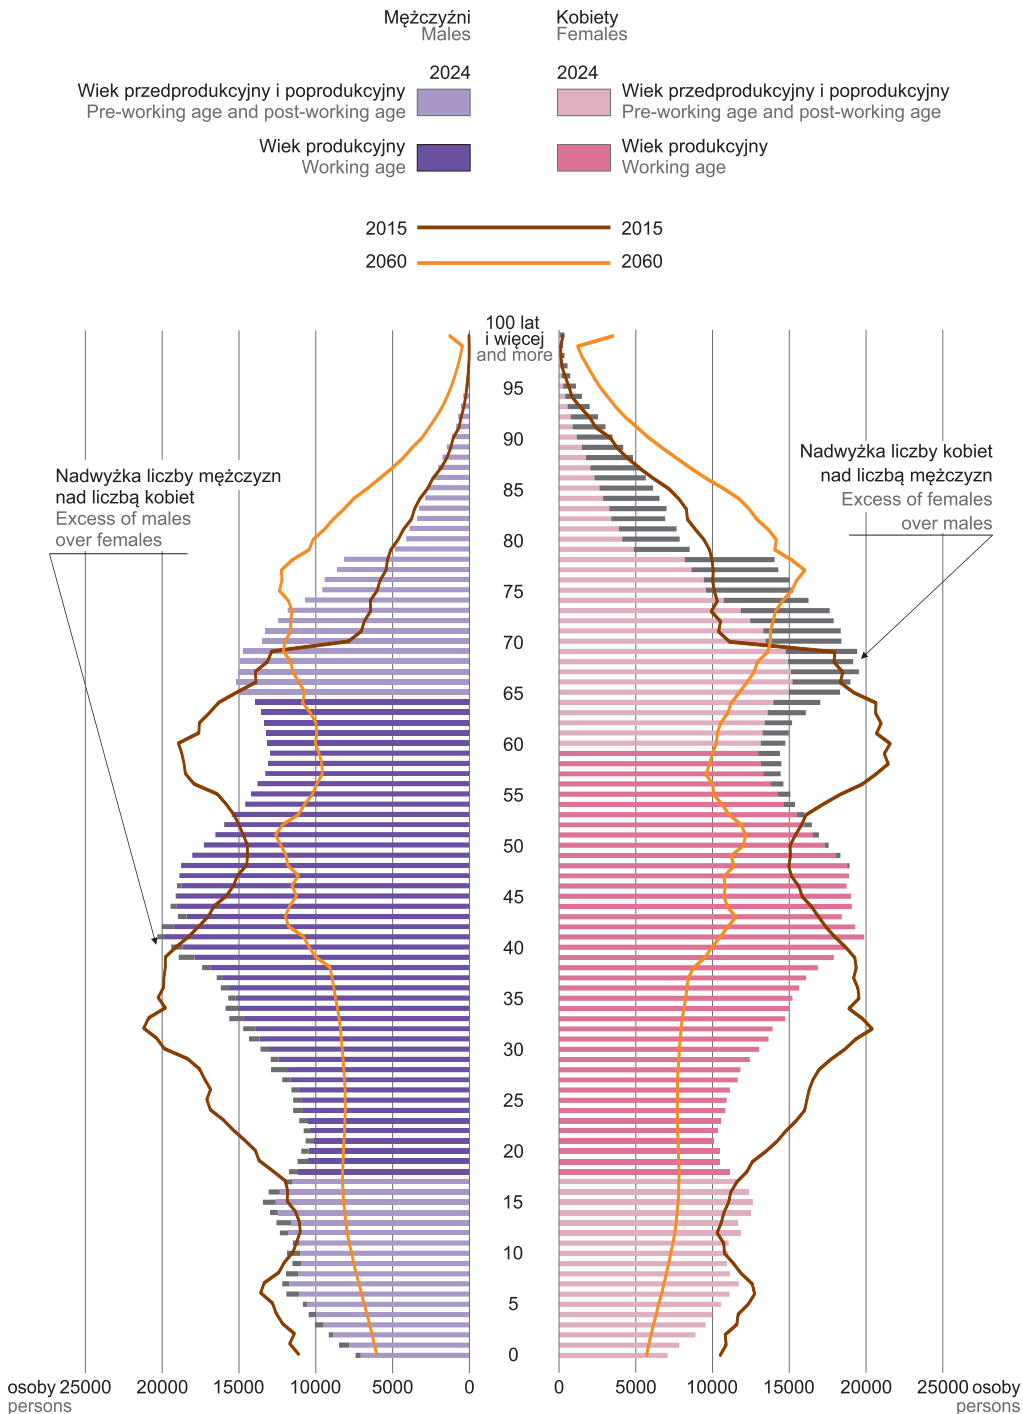 Mężczyźni
Males
Kobiety
Females
2024
2024
Wiek przedprodukcyjny i poprodukcyjny
Pre-working age and post-working age
Wiek przedprodukcyjny i poprodukcyjny
Pre-working age and post-working age
Wiek produkcyjny
Working age
Wiek produkcyjny
Working age
2015
2015
2060
2060
100 lat
i więcej
and more
95
90
85
80
75
70
65
60
55
50
45
40
35
30
25
20
15
10
5
0
Nadwyżka liczby mężczyzn
nad liczbą kobiet
Excess of males
over females
Nadwyżka liczby kobiet
nad liczbą mężczyzn
Excess of females
over males
osoby 25000 20000 15000 10000 5000 0 0 5000 10000 15000 20000 25000 osoby
persons persons